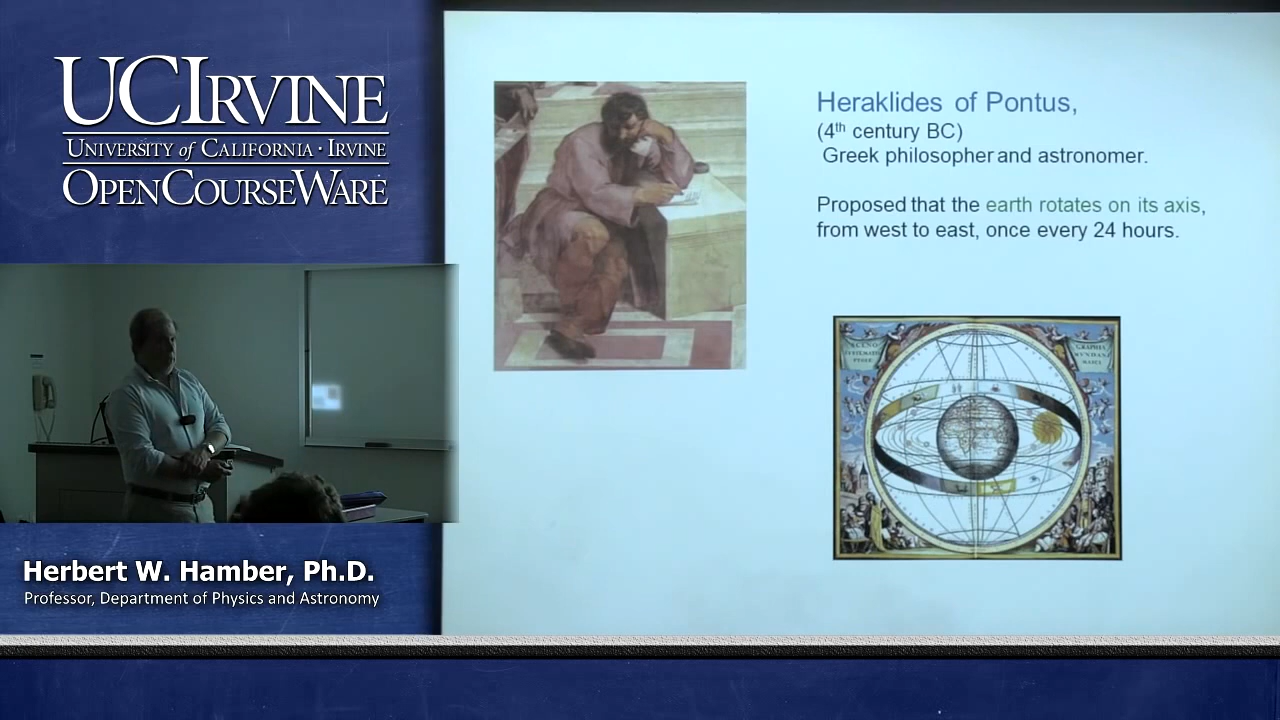 UCIRVINE
UNIVERSITY of CALIFORNIA · IRVINE
OPENCOURSEWARE
Heraklides of Pontus,
(4th century BC)
Greek philosopher and astronomer.
Proposed that the earth rotates on its axis,
from west to east, once every 24 hours.
Herbert W. Hamber, Ph.D.
Professor, Department of Physics and Astronomy